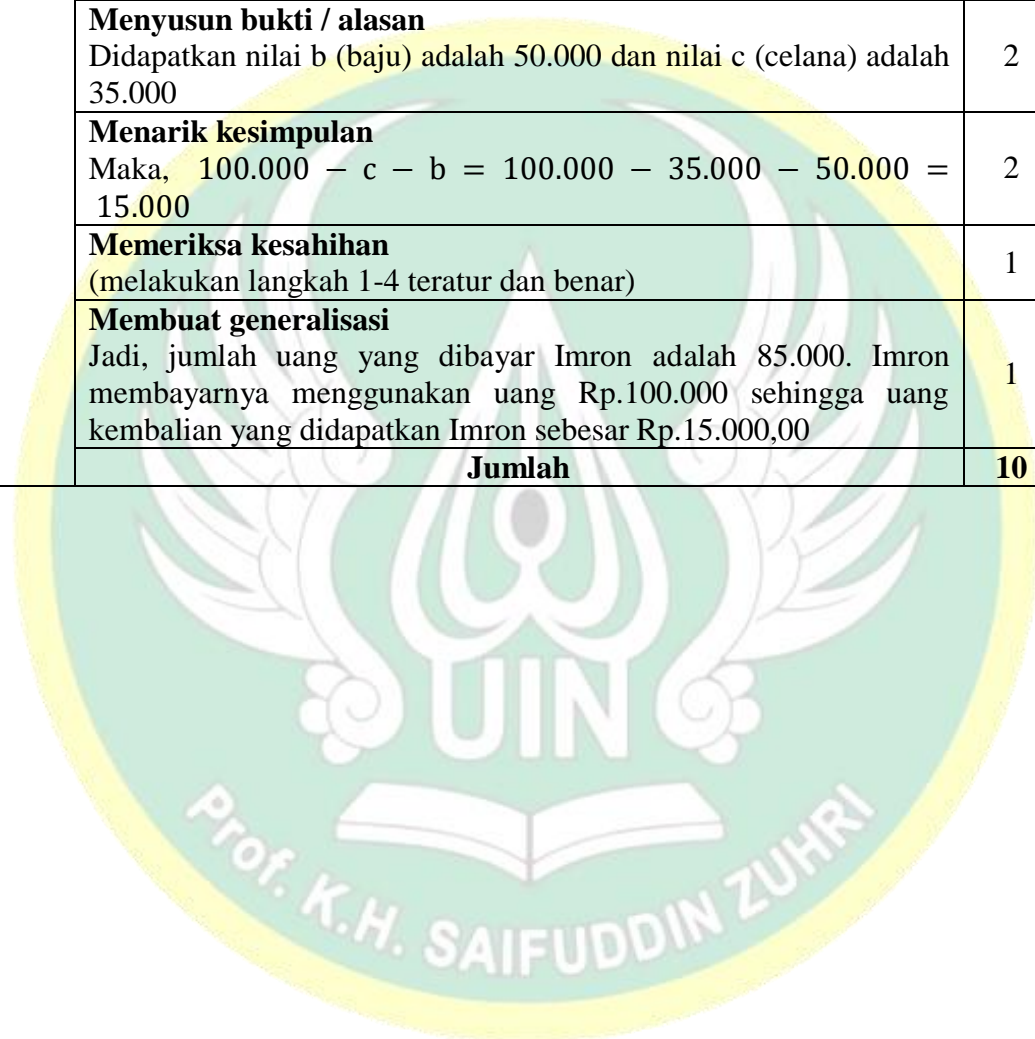 Menyusun bukti / alasan
Didapatkan nilai b (baju) adalah 50.000 dan nilai c (celana) adalah
35.000
2
Menarik kesimpulan
Maka, 100.000 − c − b = 100.000 − 35.000 − 50.000 =
15.000
2
Memeriksa kesahihan
(melakukan langkah 1-4 teratur dan benar)
1
Membuat generalisasi
Jadi, jumlah uang yang dibayar Imron adalah 85.000. Imron
membayarnya menggunakan uang Rp.100.000 sehingga uang
kembalian yang didapatkan Imron sebesar Rp.15.000,00
1
Jumlah
10
UIN
Prof. K.H. SAIFUDDIN ZUHRI